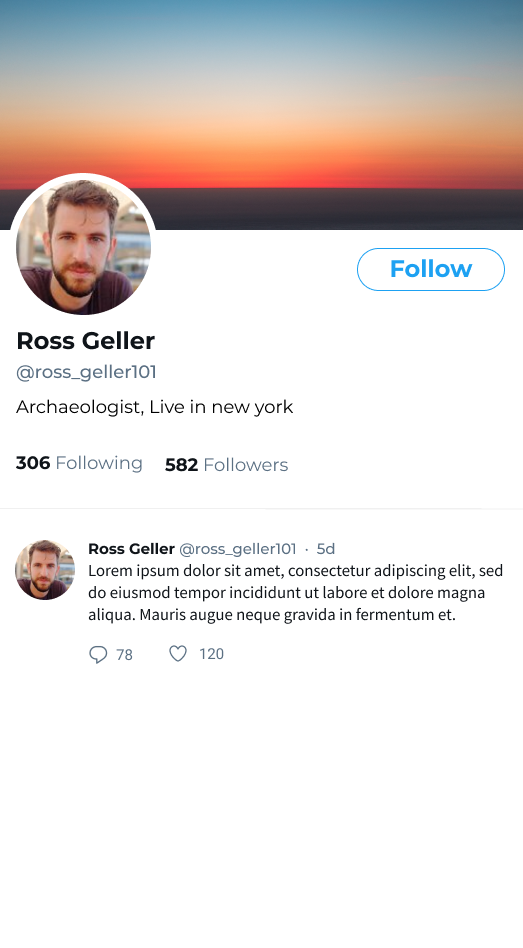 Follow
Ross Geller
@ross_geller101
Archaeologist, Live in new york
306 Following 582 Followers
Ross Geller @ross_geller101 · 5d
Lorem ipsum dolor sit amet, consectetur adipiscing elit, sed
do eiusmod tempor incididunt ut labore et dolore magna
aliqua. Mauris augue neque gravida in fermentum et.
78 120